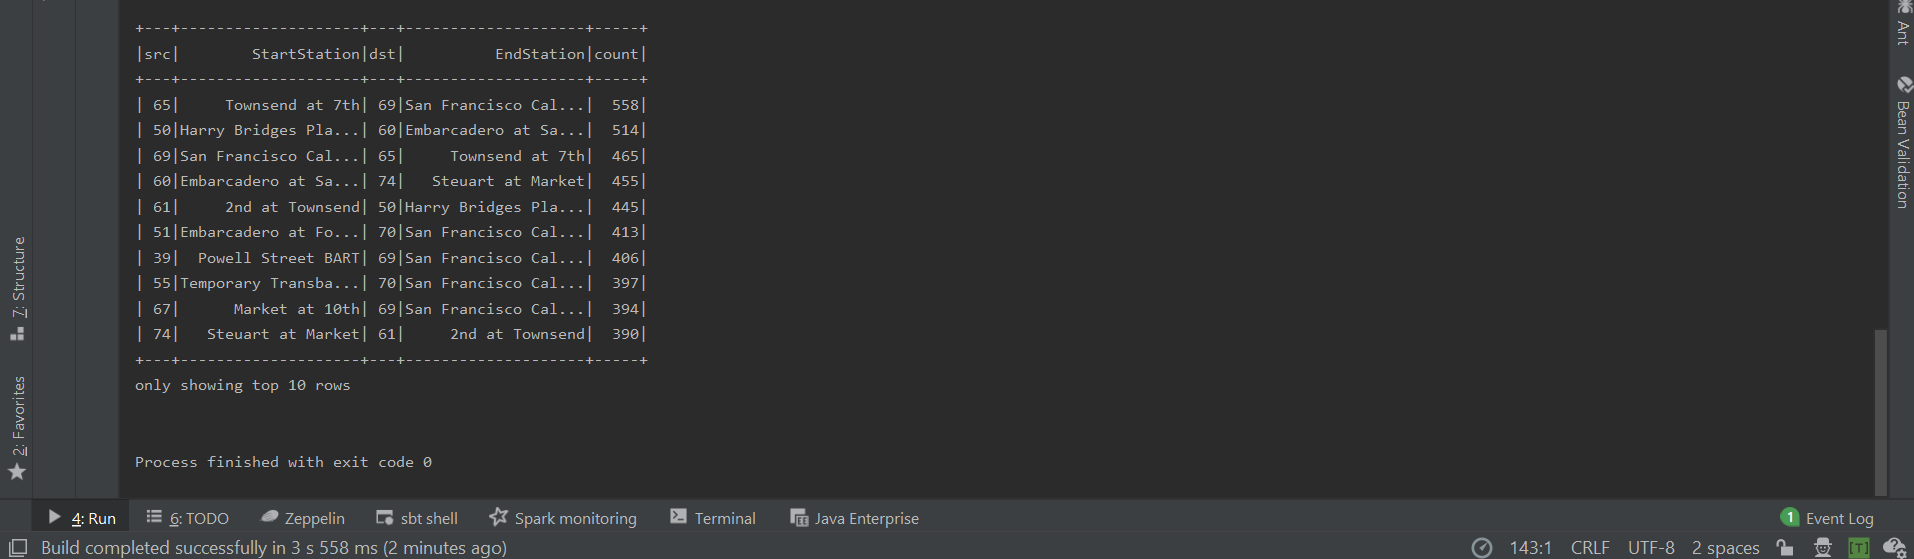 +---+--------------------+---+--------------------+-----+
|src|        StartStation|dst|          EndStation|count|
+---+--------------------+---+--------------------+-----+
| 65|     Townsend at 7th| 69|San Francisco Cal...|  558|
| 50|Harry Bridges Pla...| 60|Embarcadero at Sa...|  514|
| 69|San Francisco Cal...| 65|     Townsend at 7th|  465|
| 60|Embarcadero at Sa...| 74|   Steuart at Market|  455|
| 61|     2nd at Townsend| 50|Harry Bridges Pla...|  445|
| 51|Embarcadero at Fo...| 70|San Francisco Cal...|  413|
| 39|  Powell Street BART| 69|San Francisco Cal...|  406|
| 55|Temporary Transba...| 70|San Francisco Cal...|  397|
| 67|      Market at 10th| 69|San Francisco Cal...|  394|
| 74|   Steuart at Market| 61|     2nd at Townsend|  390|
+---+--------------------+---+--------------------+-----+
only showing top 10 rows
Process finished with exit code 0
7: Structure
2: Favorites
Ant
Bean Validation
4: Run 6: TODO Zeppelin sbt shell Spark monitoring Terminal Java Enterprise 1 Event Log
Build completed successfully in 3 s 558 ms (2 minutes ago) 143:1 CRLF UTF-8 2 spaces [T]